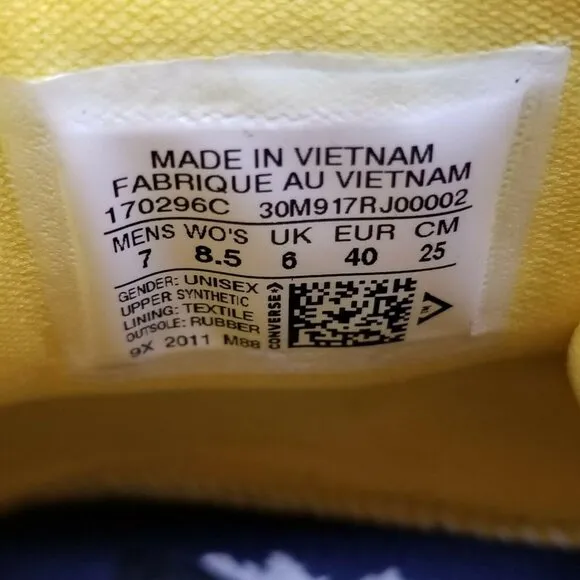 MADE IN VIETNAM
FABRIQUE AU VIETNAM
170296C 30M917RJ00002
MENS WO'S UK EUR CM
7 8.5 6 40 25
GENDER: UNISEX
UPPER SYNTHETIC
LINING: TEXTILE
OUTSOLE: RUBBER
9X 2011 M88
CONVERSE